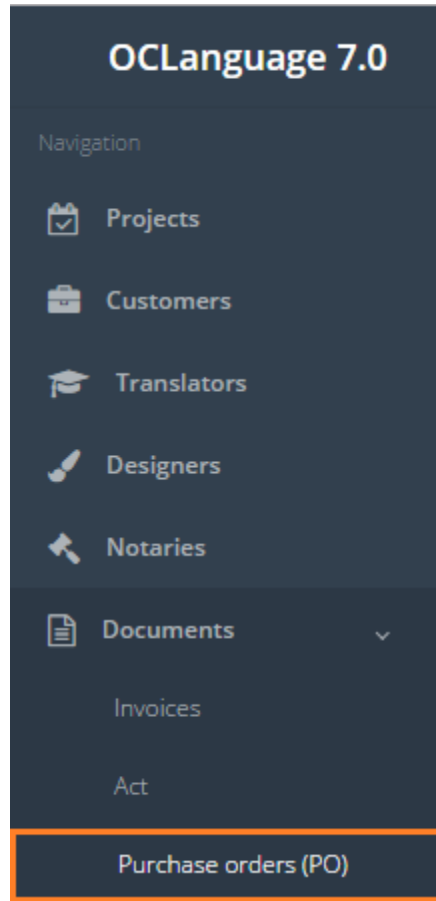 OCLanguage 7.0
Navigation
Projects
Customers
Translators
Designers
Notaries
Documents
Invoices
Act
Purchase orders (PO)